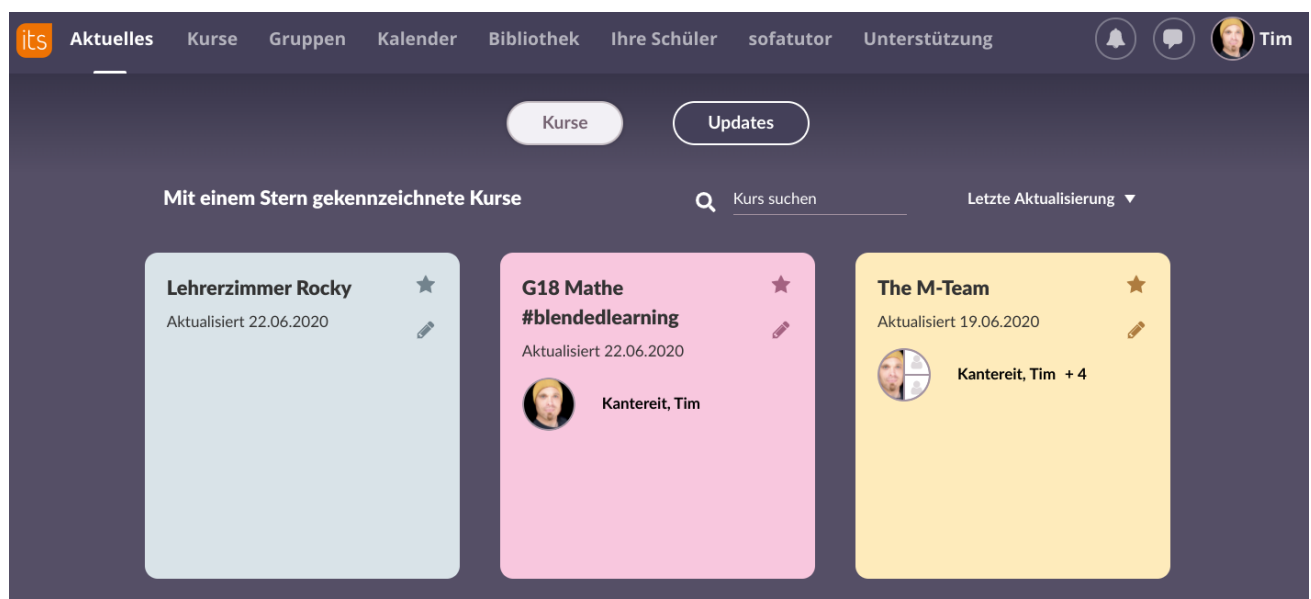 its Aktuelles Kurse Gruppen Kalender Bibliothek Ihre Schüler sofatutor Unterstützung Tim
Kurse Updates
Mit einem Stern gekennzeichnete Kurse Kurs suchen Letzte Aktualisierung
Lehrerzimmer Rocky
Aktualisiert 22.06.2020
G18 Mathe
#blendedlearning
Aktualisiert 22.06.2020
Kantereit, Tim
The M-Team
Aktualisiert 19.06.2020
Kantereit, Tim + 4